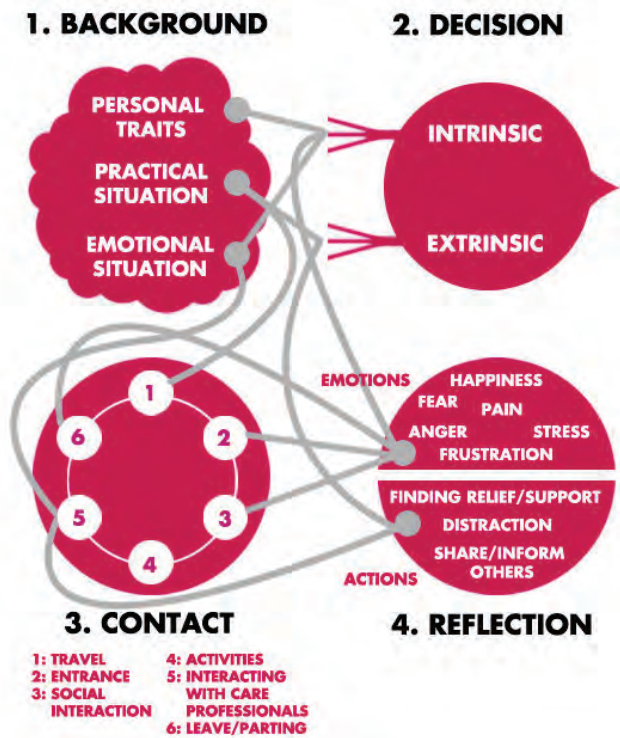 1. BACKGROUND
2. DECISION
PERSONAL
TRAITS
PRACTICAL
SITUATION
EMOTIONAL
SITUATION
INTRINSIC
EXTRINSIC
1
2
3
4
5
6
EMOTIONS
HAPPINESS
FEAR
PAIN
ANGER
STRESS
FRUSTRATION
FINDING RELIEF/SUPPORT
DISTRACTION
SHARE/INFORM
OTHERS
ACTIONS
3. CONTACT
4. REFLECTION
1: TRAVEL
2: ENTRANCE
3: SOCIAL
INTERACTION
4: ACTIVITIES
5: INTERACTING
WITH CARE
PROFESSIONALS
6: LEAVE/PARTING